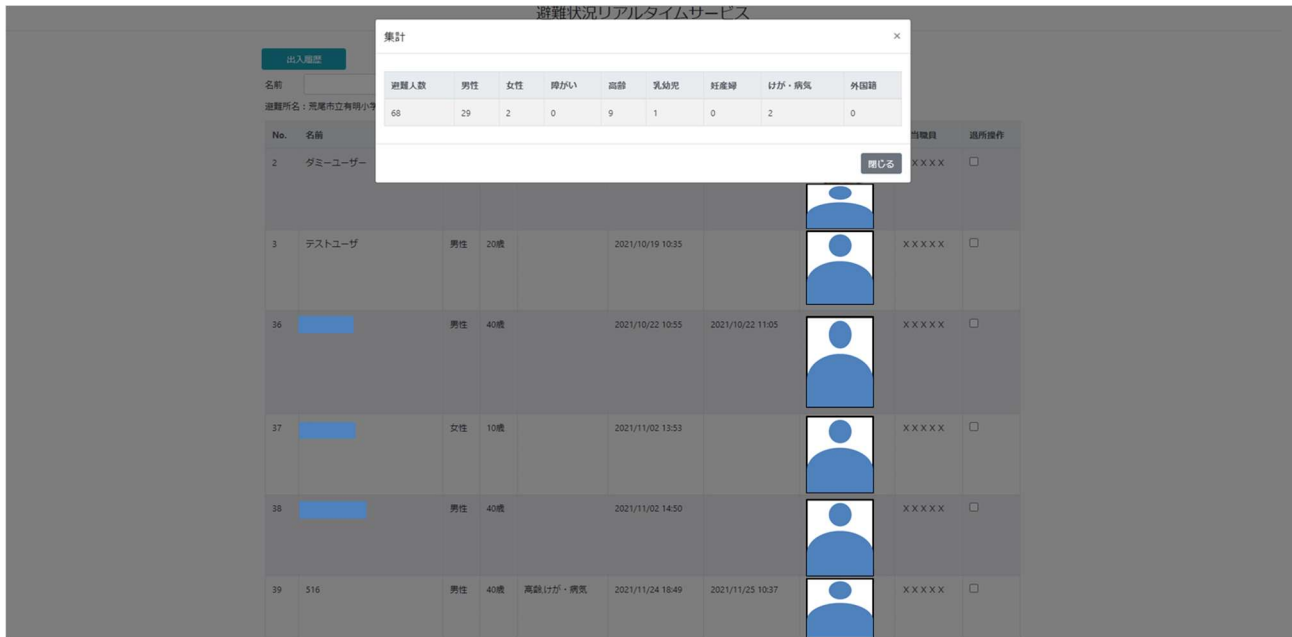 避難状況リアルタイムサービス
集計 ×
出入履歴
名前
避難人数 男性 女性 障がい 高齢 乳幼児 妊産婦 けが・病気 外国籍
避難所名：荒尾市立有明小学
68 29 2 0 9 1 0 2 0
No. 名前 当職員 退所操作
閉じる
2 ダミーユーザー XXXX
3 テストユーザ 男性 20歳 2021/10/19 10:35 XXXXX
36 男性 40歳 2021/10/22 10:55 2021/10/22 11:05 XXXXX
37 女性 10歳 2021/11/02 13:53 XXXXX
38 男性 40歳 2021/11/02 14:50 XXXXX
39 516 男性 40歳 高齢,けが・病気 2021/11/24 18:49 2021/11/25 10:37 XXXXX